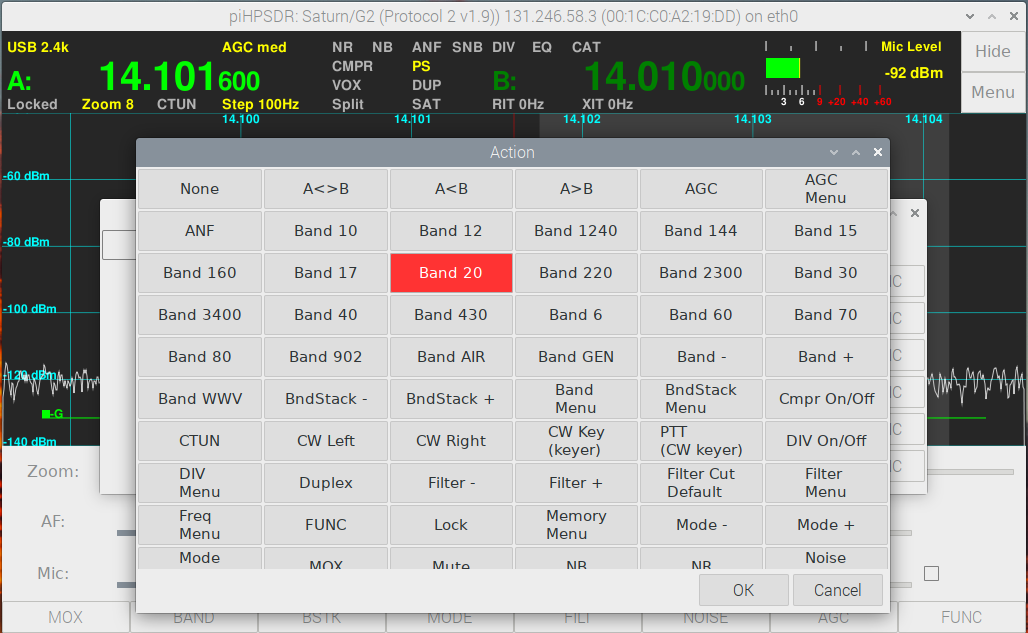 piHPSDR: Saturn/G2 (Protocol 2 v1.9)) 131.246.58.3 (00:1C:C0:A2:19:DD) on eth0
USB 2.4k AGC med NR NB ANF SNB DIV EQ CAT Mic Level Hide
CMPR PS
A: 14.101600 VOX DUP B: 14.010000 -92 dBm
Locked Zoom 8 CTUN Step 100Hz Split SAT RIT 0Hz XIT 0Hz 3 6 9 +20 +40 +60 Menu
14.100 14.101 14.102 14.103 14.104
Action
-60 dBm
-80 dBm
-100 dBm
-120 dBm
-G
-140 dBm
None A<>B A<B A>B AGC AGC Menu
ANF Band 10 Band 12 Band 1240 Band 144 Band 15
Band 160 Band 17 Band 20 Band 220 Band 2300 Band 30
Band 3400 Band 40 Band 430 Band 6 Band 60 Band 70
Band 80 Band 902 Band AIR Band GEN Band - Band +
Band WWV BndStack - BndStack + Band Menu BndStack Menu Cmpr On/Off
CTUN CW Left CW Right CW Key (keyer) PTT (CW keyer) DIV On/Off
DIV Menu Duplex Filter - Filter + Filter Cut Default Filter Menu
Freq Menu FUNC Lock Memory Menu Mode - Mode +
Mode MOX Mute NB NR Noise
OK Cancel
Zoom:
AF:
Mic:
MOX BAND BSTK MODE FILT NOISE AGC FUNC